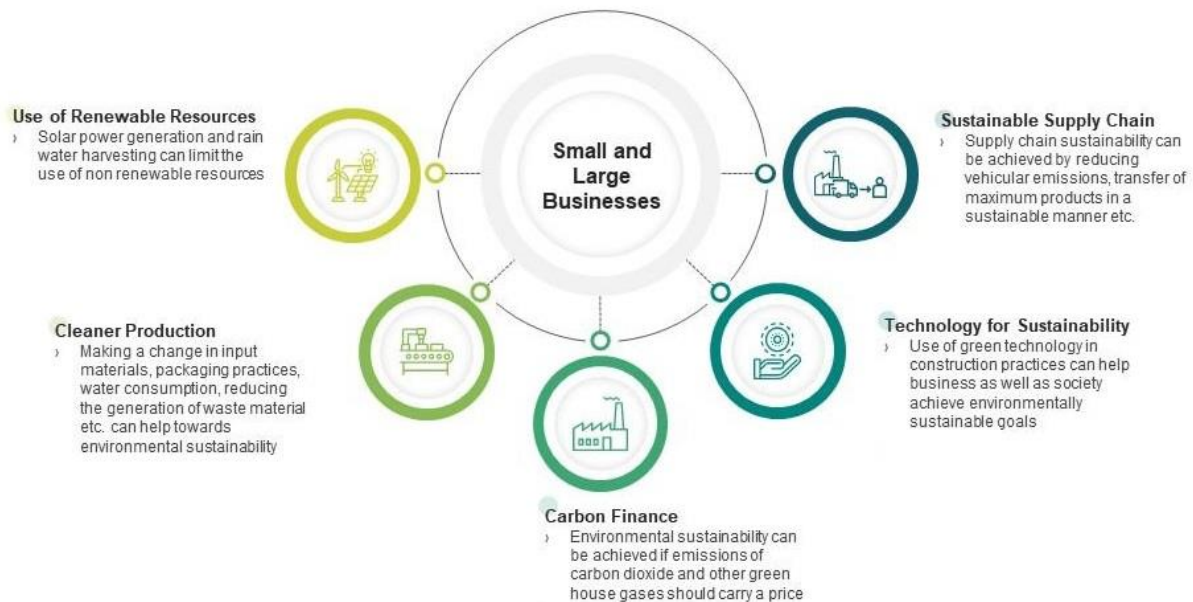 Small and
Large
Businesses
Use of Renewable Resources
› Solar power generation and rain
water harvesting can limit the
use of non renewable resources
Cleaner Production
› Making a change in input
materials, packaging practices,
water consumption, reducing
the generation of waste material
etc. can help towards
environmental sustainability
Carbon Finance
› Environmental sustainability can
be achieved if emissions of
carbon dioxide and other green
house gases should carry a price
Technology for Sustainability
› Use of green technology in
construction practices can help
business as well as society
achieve environmentally
sustainable goals
Sustainable Supply Chain
› Supply chain sustainability can
be achieved by reducing
vehicular emissions, transfer of
maximum products in a
sustainable manner etc.